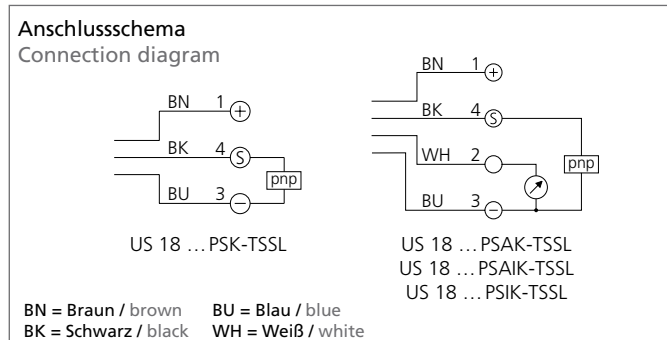 Anschlussschema
Connection diagram
BN 1 +
BK 4 S
pnp
BU 3 −
US 18 ... PSK-TSSL
BN 1 +
BK 4 S
WH 2
pnp
BU 3 −
US 18 ... PSAK-TSSL
US 18 ... PSAIK-TSSL
US 18 ... PSIK-TSSL
BN = Braun / brown BU = Blau / blue
BK = Schwarz / black WH = Weiß / white